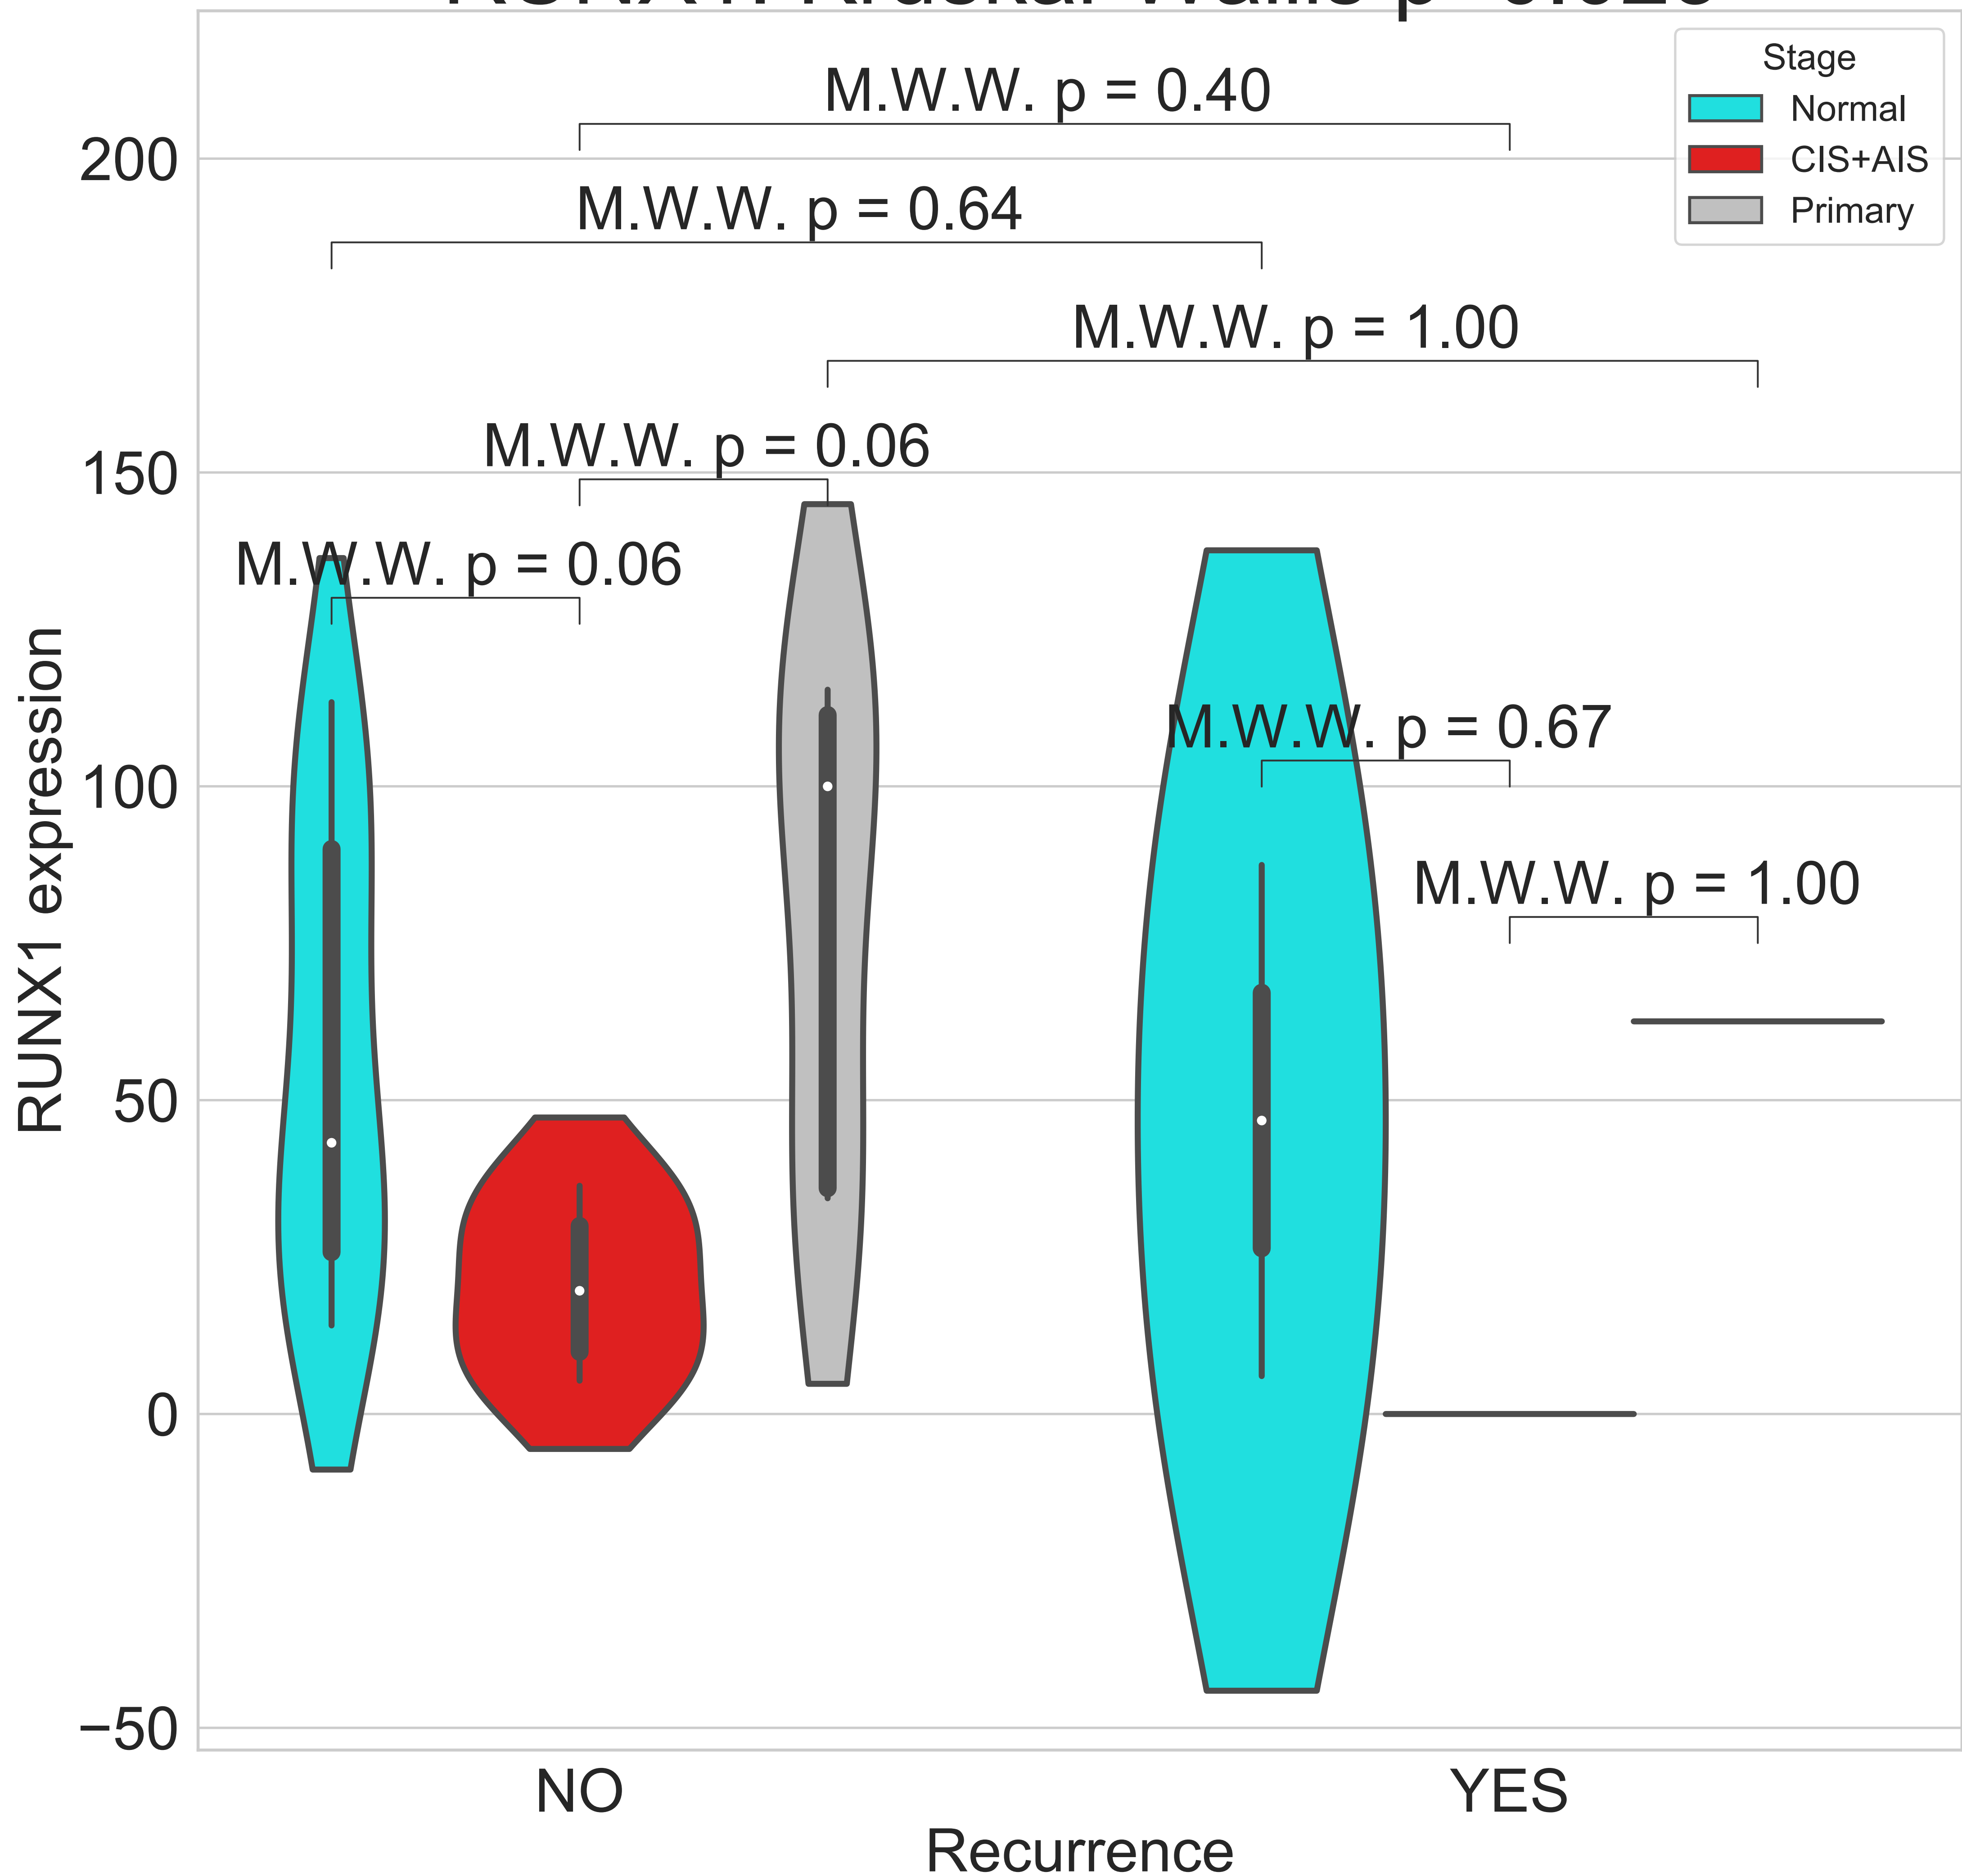 M.W.W. p = 0.40
M.W.W. p = 0.64
M.W.W. p = 1.00
M.W.W. p = 0.06
M.W.W. p = 0.06
M.W.W. p = 0.67
M.W.W. p = 1.00
Stage
Normal
CIS+AIS
Primary
200
150
100
50
0
−50
RUNX1 expression
NO
YES
Recurrence